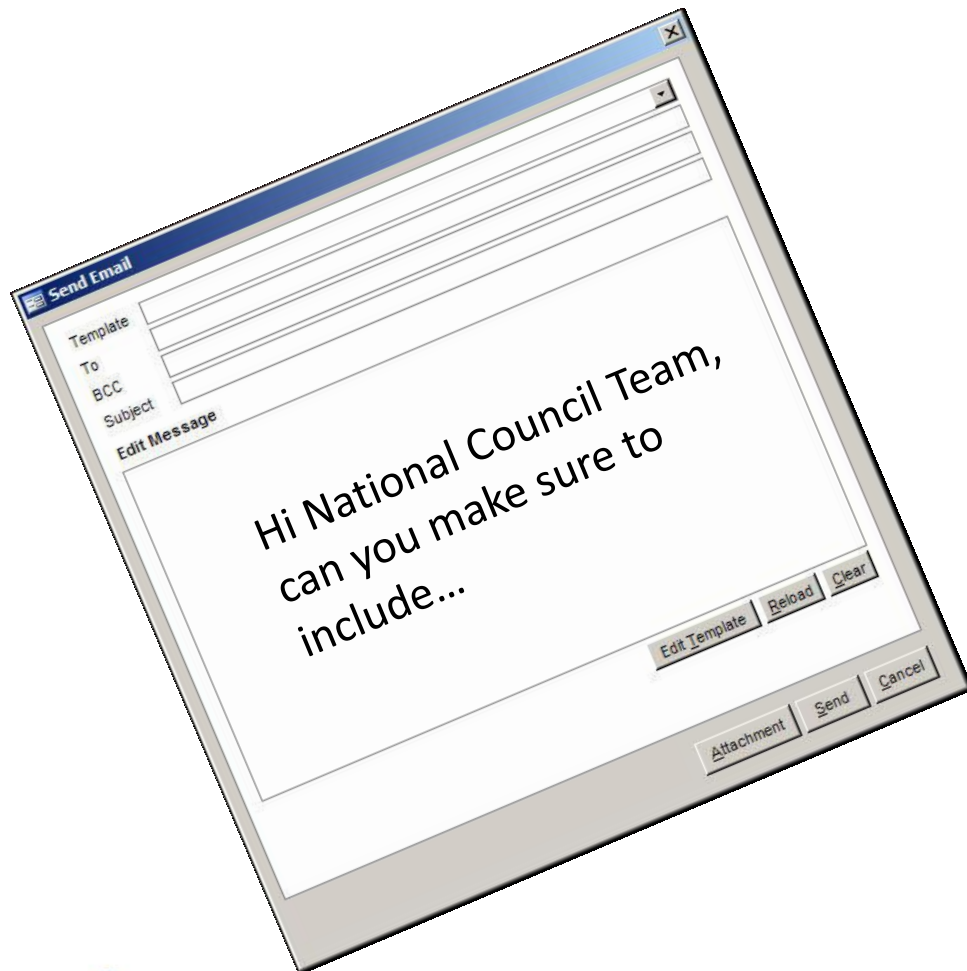 Send Email
Template
To
BCC
Subject
Edit Message
Hi National Council Team,
can you make sure to
include...
Edit Template Reload Clear
Attachment Send Cancel